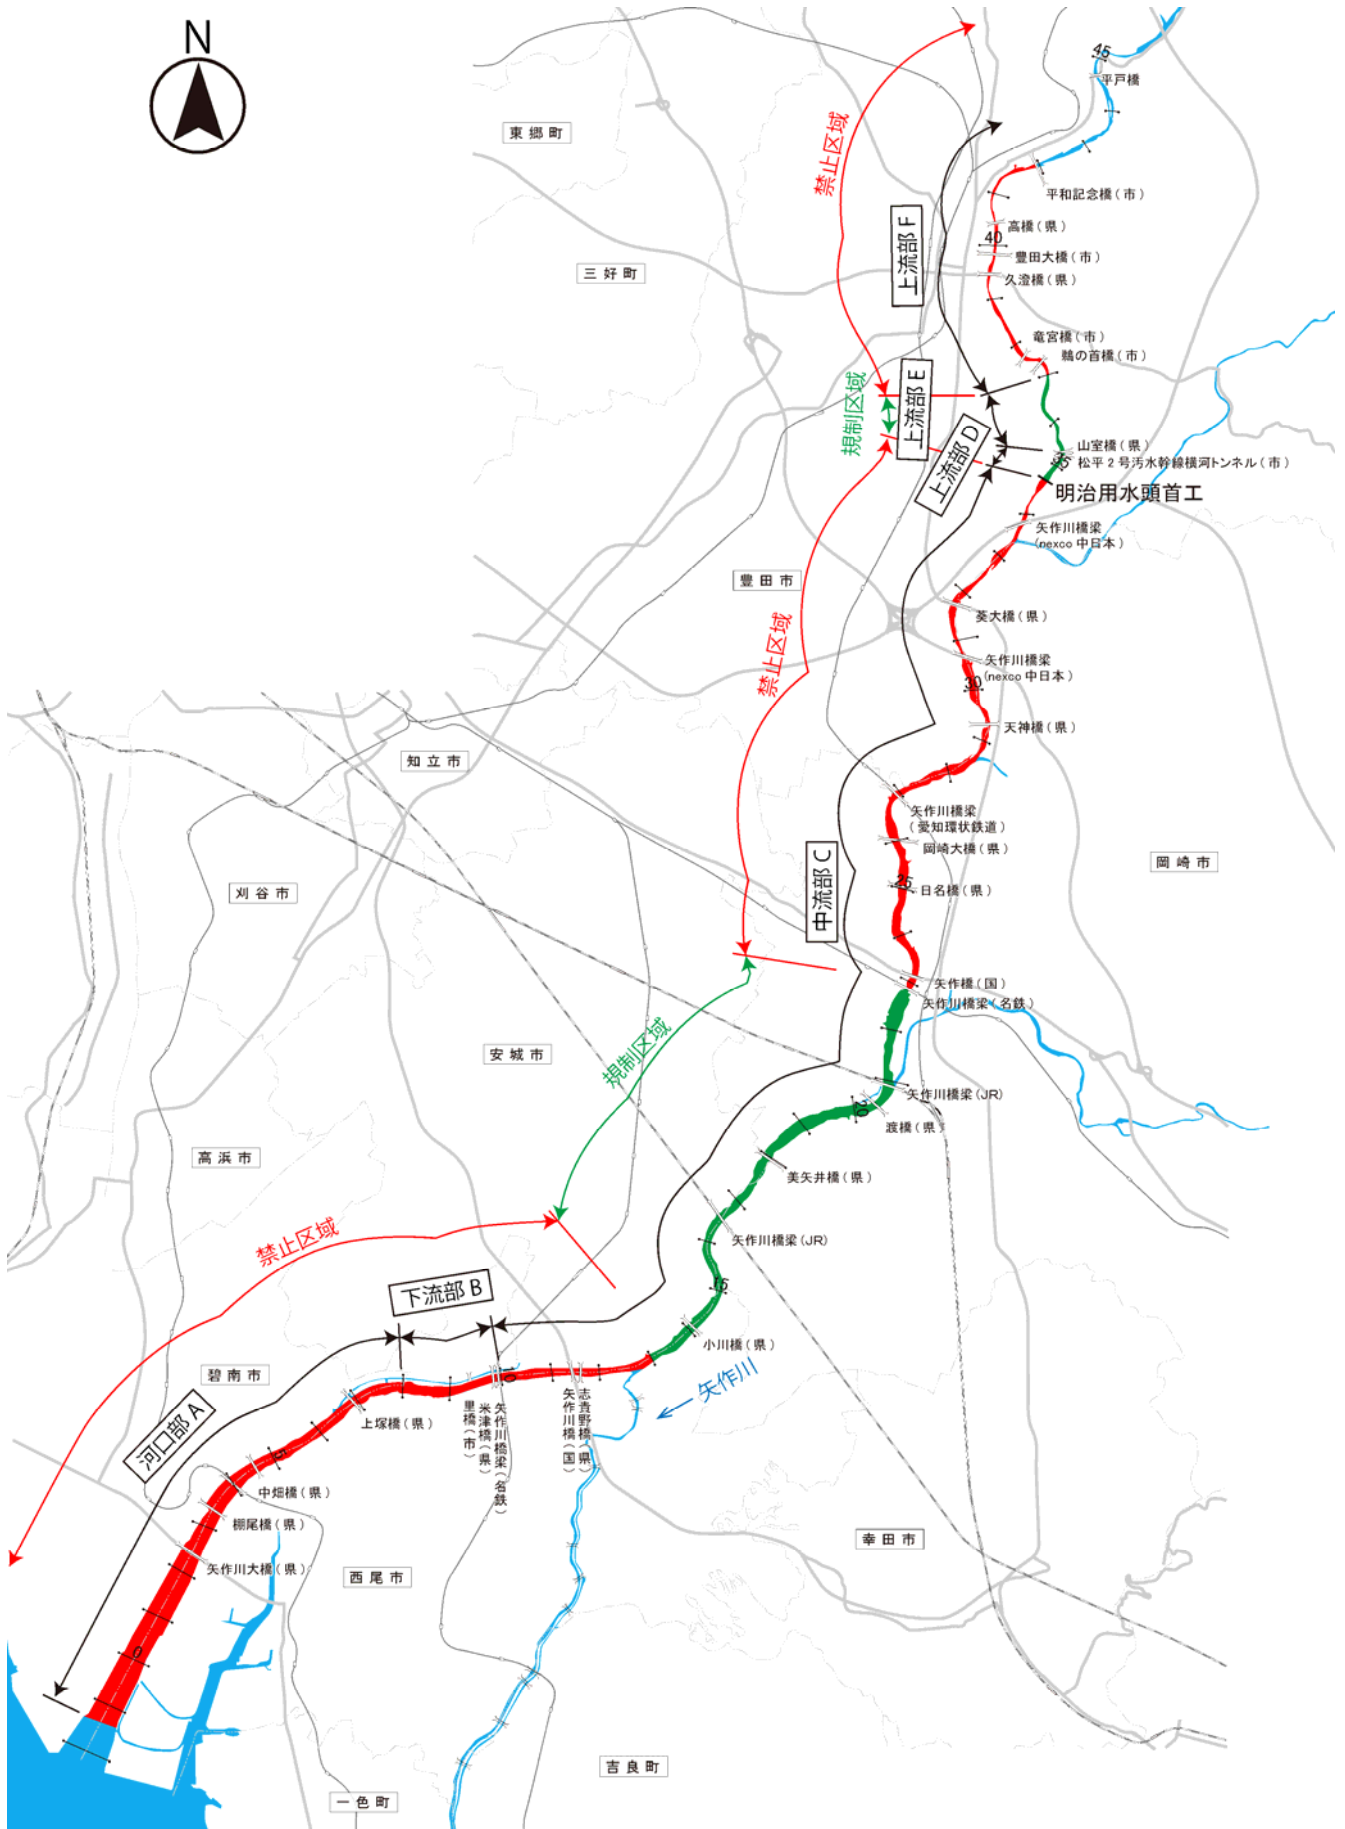 N
45
平戸橋
東郷町
禁止区域
平和記念橋(市)
上流部F
高橋(県)
40
豊田大橋(市)
三好町
久澄橋(県)
竜宮橋(市)
鵜の首橋(市)
規制区域
上流部E
上流部D
山室橋(県)
35
松平2号汚水幹線横河トンネル(市)
明治用水頭首工
矢作川橋梁
(nexco中日本)
豊田市
葵大橋(県)
禁止区域
矢作川橋梁
(nexco中日本)
30
天神橋(県)
知立市
矢作川橋梁
(愛知環状鉄道)
岡崎大橋(県)
岡崎市
中流部C
25
日名橋(県)
刈谷市
矢作橋(国)
矢作川橋梁(名鉄)
安城市
規制区域
矢作川橋梁(JR)
20
渡橋(県)
高浜市
美矢井橋(県)
禁止区域
矢作川橋梁(JR)
下流部B
15
小川橋(県)
碧南市
10
矢作川
河口部A
上塚橋(県)
里橋(市)
米津橋(県)
矢作川橋梁(名鉄)
矢作川橋(国)
志貴野橋(県)
5
中畑橋(県)
棚尾橋(県)
矢作川大橋(県)
西尾市
幸田市
0
吉良町
一色町